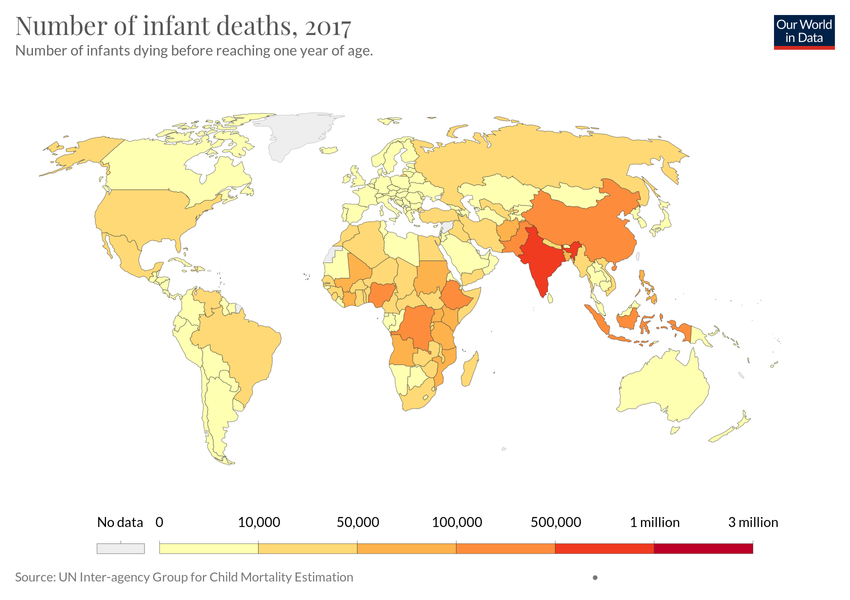 Number of infant deaths, 2017
Number of infants dying before reaching one year of age.
Our World
in Data
No data 0 10,000 50,000 100,000 500,000 1 million 3 million
Source: UN Inter-agency Group for Child Mortality Estimation